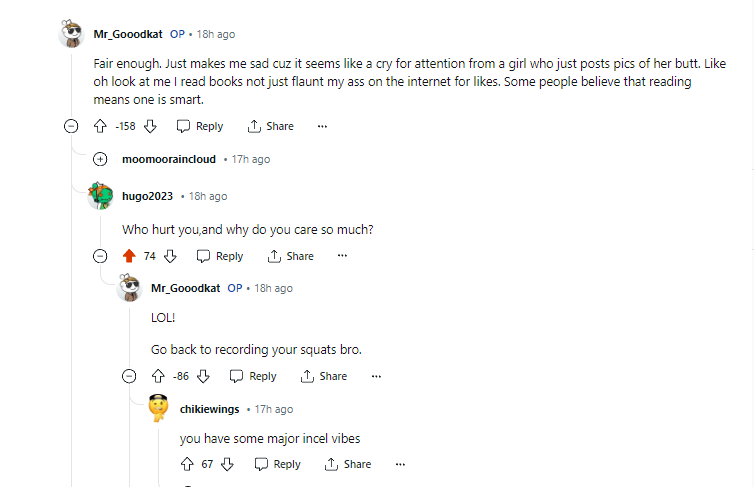 Mr_Gooodkat OP • 18h ago
Fair enough. Just makes me sad cuz it seems like a cry for attention from a girl who just posts pics of her butt. Like
oh look at me I read books not just flaunt my ass on the internet for likes. Some people believe that reading
means one is smart.
-158 Reply Share ...
moomooraincloud • 17h ago
hugo2023 • 18h ago
Who hurt you,and why do you care so much?
74 Reply Share ...
Mr_Gooodkat OP • 18h ago
LOL!
Go back to recording your squats bro.
-86 Reply Share ...
chikiewings • 17h ago
you have some major incel vibes
67 Reply Share ...